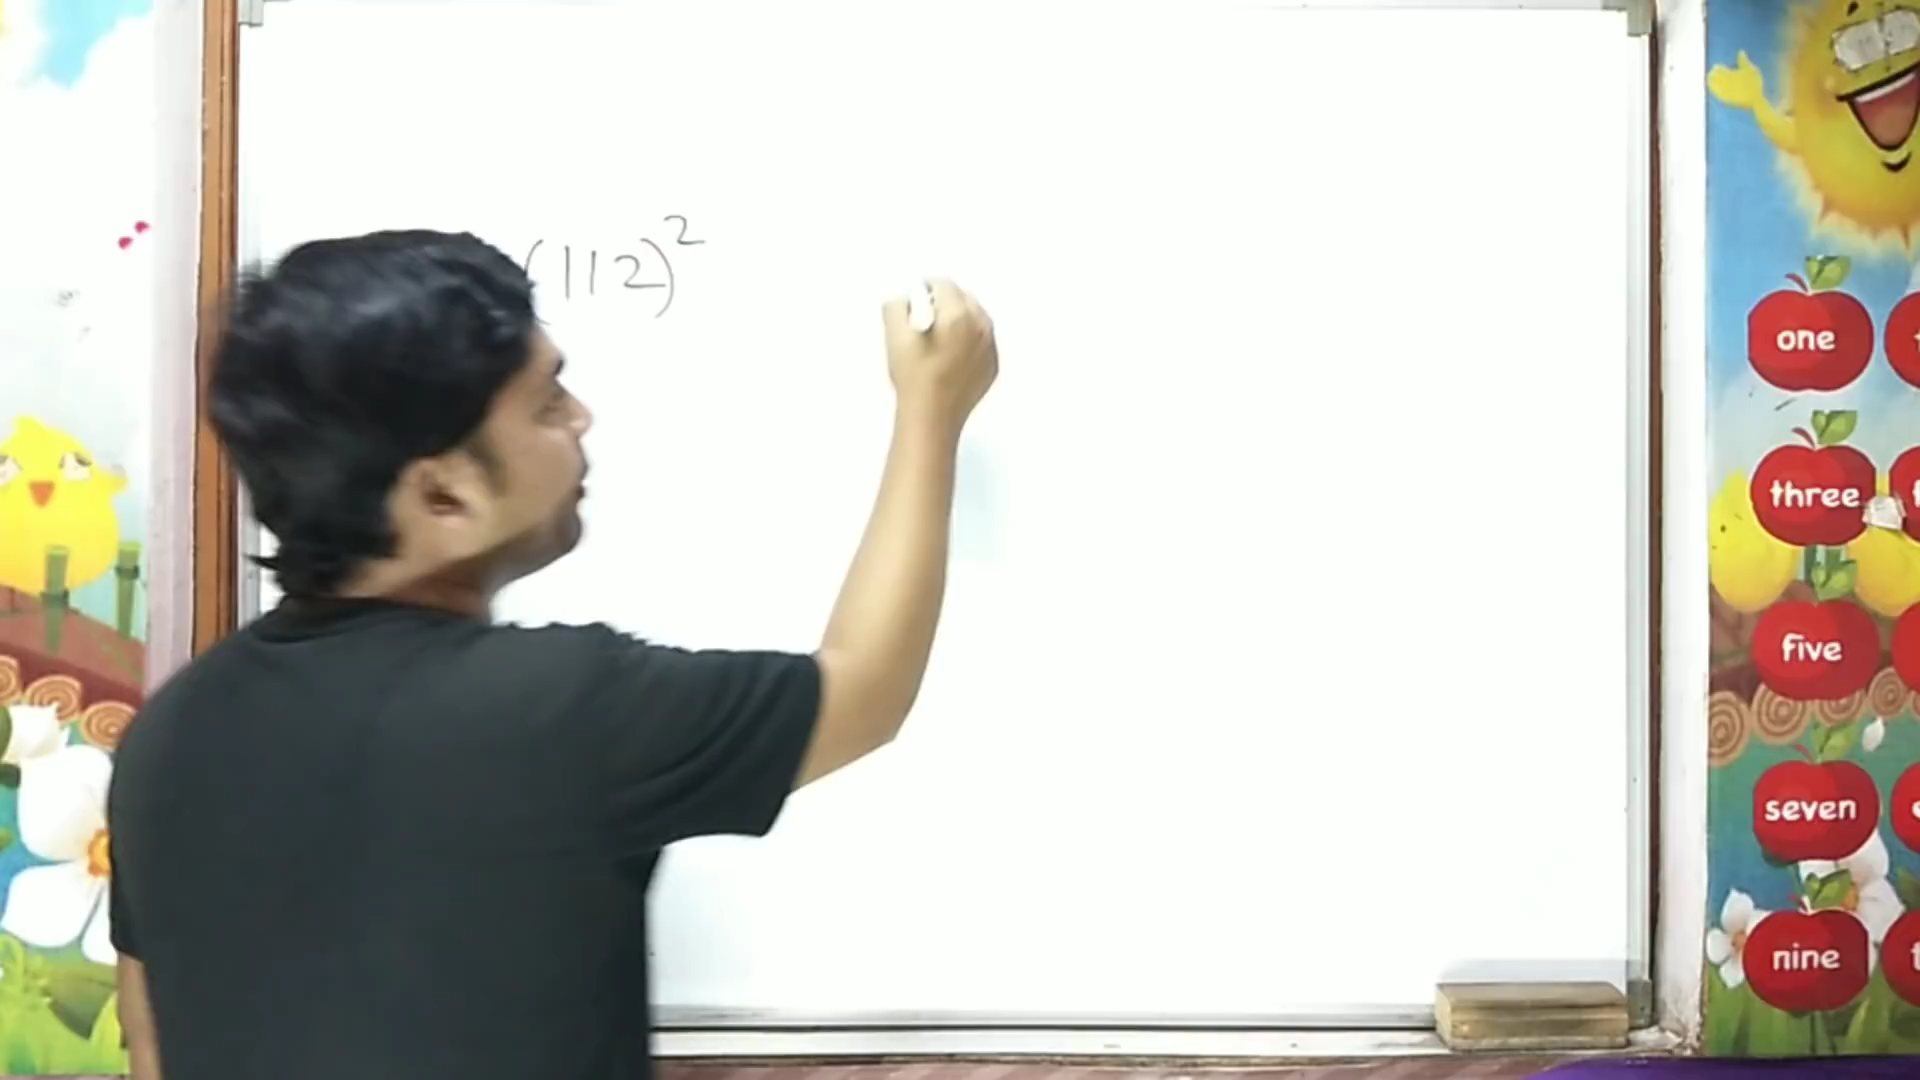 (112)²
one
three
five
seven
nine